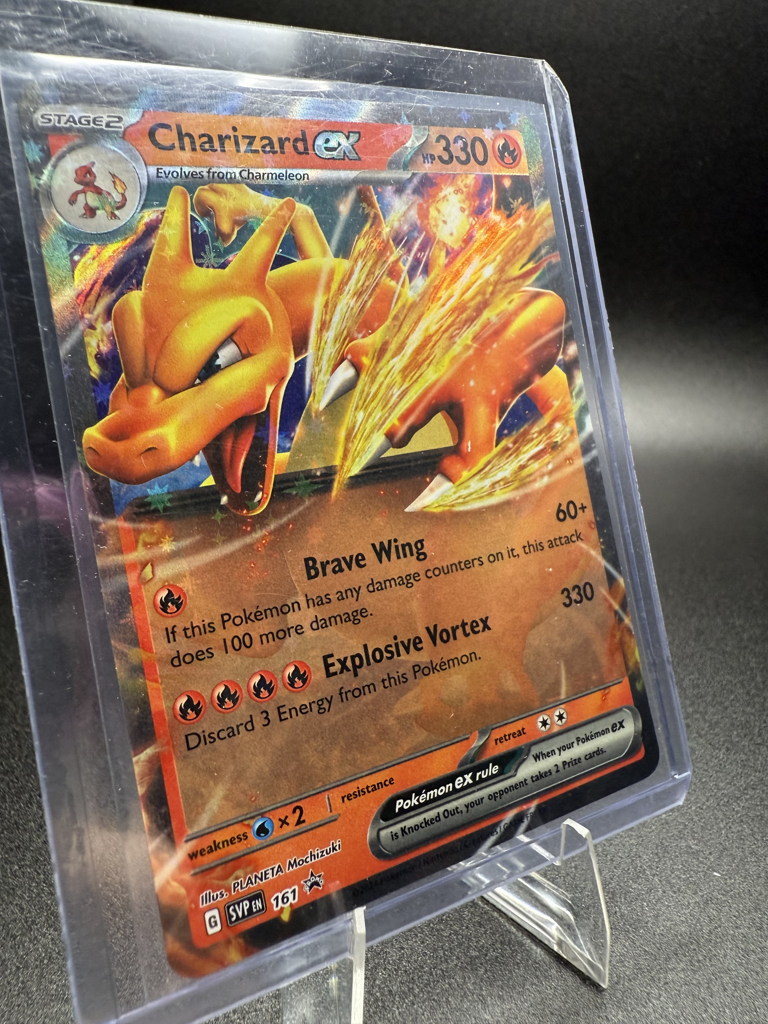 STAGE2
Charizard ex HP 330
Evolves from Charmeleon
Brave Wing 60+
If this Pokémon has any damage counters on it, this attack
does 100 more damage.
Explosive Vortex 330
Discard 3 Energy from this Pokémon.
weakness ×2 resistance retreat
Pokémon ex rule When your Pokémon ex
is Knocked Out, your opponent takes 2 Prize cards.
Illus. PLANETA Mochizuki
G SVP EN 161 PROMO